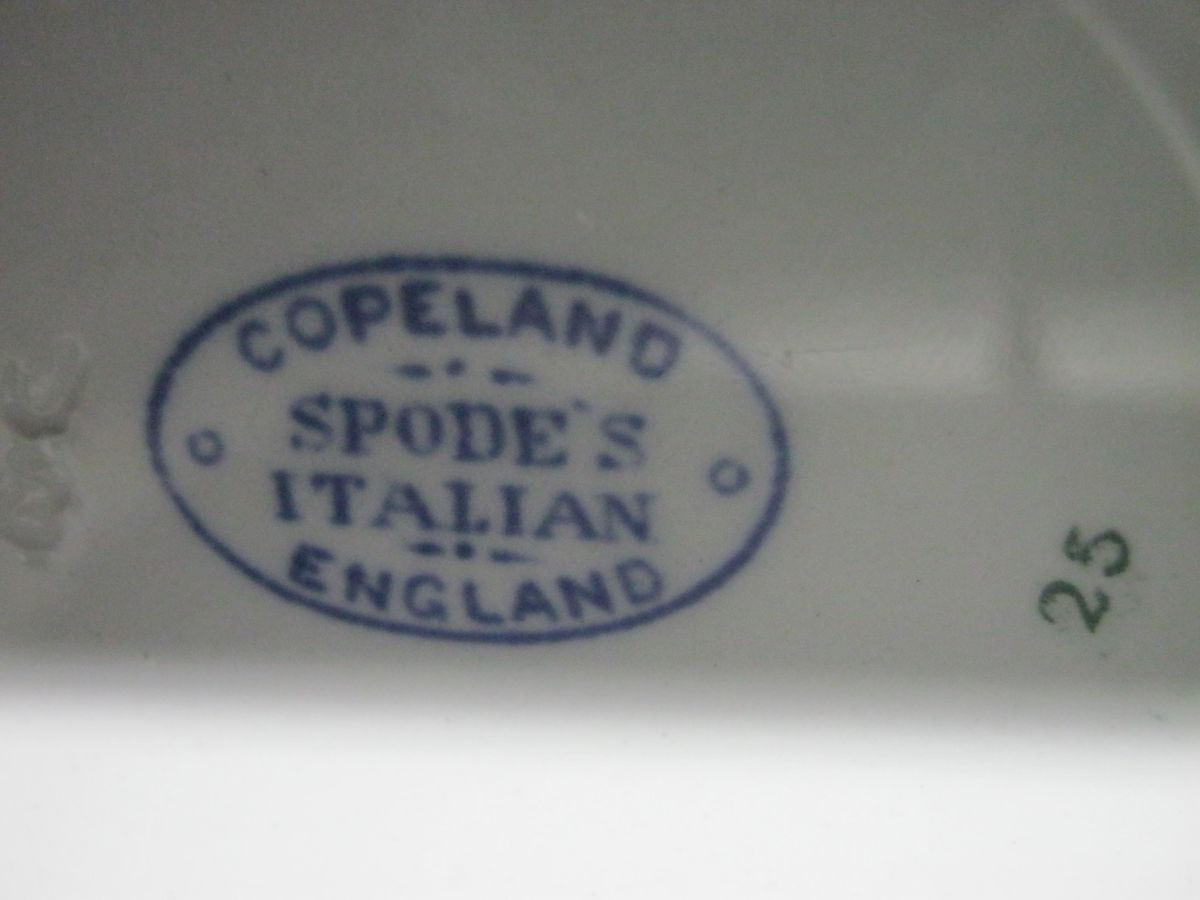 COPELAND
SPODE'S
ITALIAN
ENGLAND
25